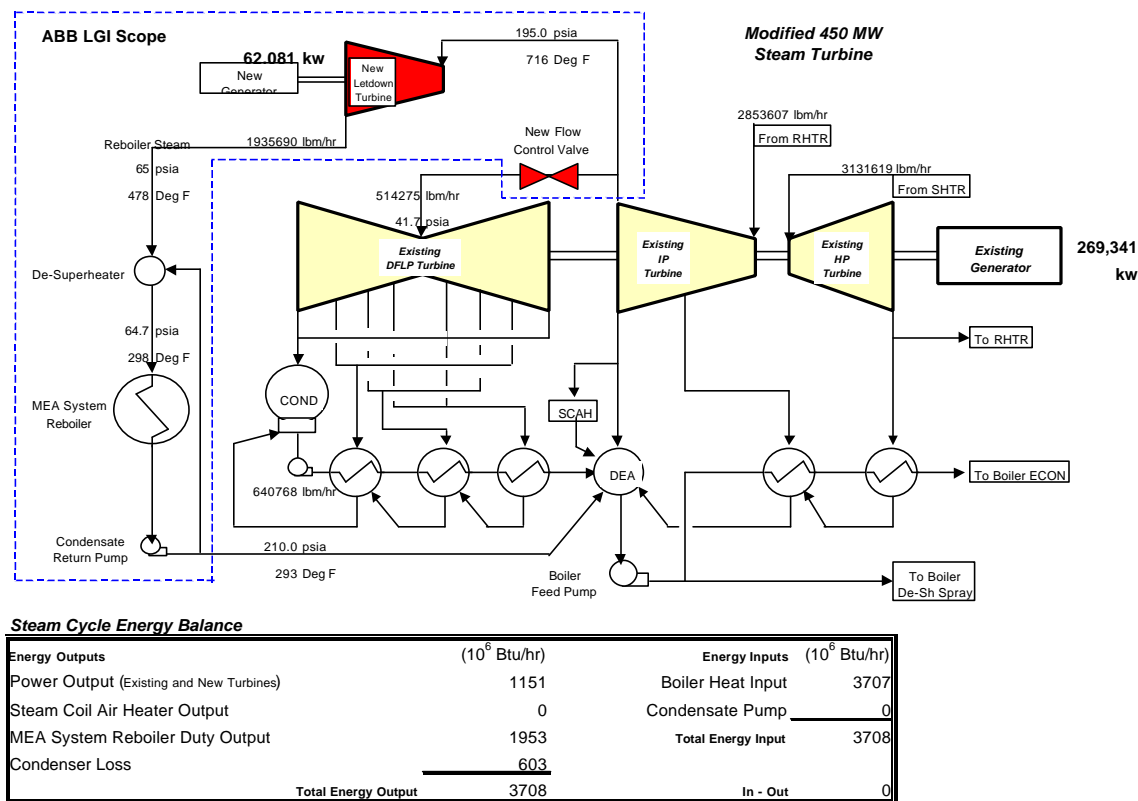 ABB LGI Scope
Modified 450 MW
Steam Turbine
195.0 psia
716 Deg F
62,081 kw
New
Generator
New
Letdown
Turbine
2853607 lbm/hr
From RHTR
1935690 lbm/hr
Reboiler Steam
65 psia
478 Deg F
New Flow
Control Valve
3131619 lbm/hr
From SHTR
514275 lbm/hr
41.7 psia
Existing
DFLP Turbine
Existing
IP
Turbine
Existing
HP
Turbine
Existing
Generator
269,341
kw
De-Superheater
64.7 psia
298 Deg F
To RHTR
MEA System
Reboiler
COND
SCAH
DEA
To Boiler ECON
640768 lbm/hr
Condensate
Return Pump
210.0 psia
293 Deg F
Boiler
Feed Pump
To Boiler
De-Sh Spray
Steam Cycle Energy Balance
Energy Outputs (10^6 Btu/hr) Energy Inputs (10^6 Btu/hr)
Power Output (Existing and New Turbines) 1151 Boiler Heat Input 3707
Steam Coil Air Heater Output 0 Condensate Pump 0
MEA System Reboiler Duty Output 1953 Total Energy Input 3708
Condenser Loss 603
Total Energy Output 3708 In - Out 0